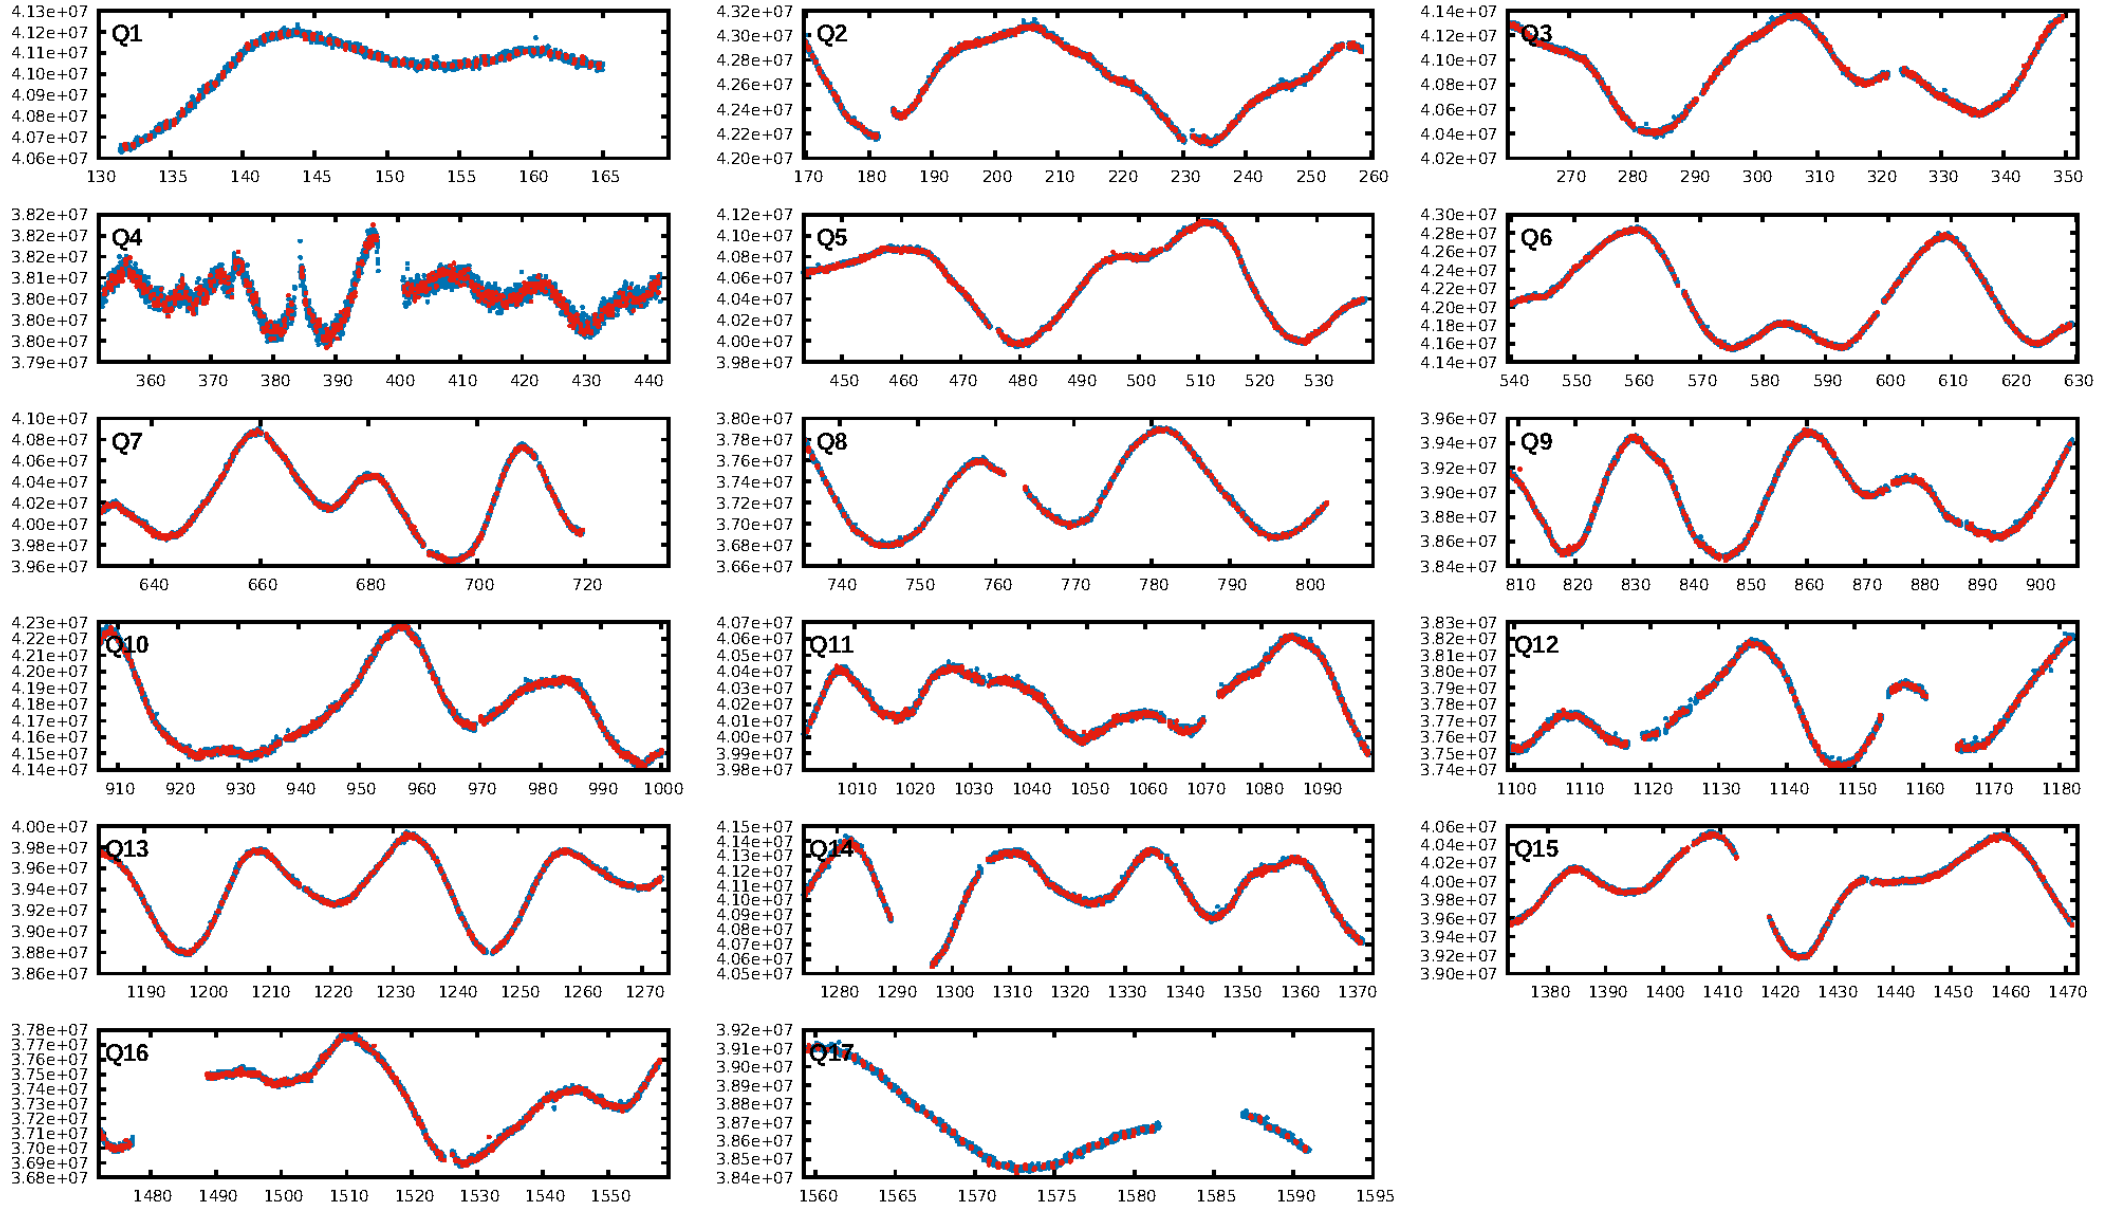 4.13e+07
4.12e+07
4.11e+07
4.10e+07
4.09e+07
4.08e+07
4.07e+07
4.06e+07
Q1
130 135 140 145 150 155 160 165
4.32e+07
4.30e+07
4.28e+07
4.26e+07
4.24e+07
4.22e+07
4.20e+07
Q2
170 180 190 200 210 220 230 240 250 260
4.14e+07
4.12e+07
4.10e+07
4.08e+07
4.06e+07
4.04e+07
4.02e+07
Q3
270 280 290 300 310 320 330 340 350
3.82e+07
3.82e+07
3.82e+07
3.81e+07
3.80e+07
3.80e+07
3.80e+07
3.79e+07
Q4
360 370 380 390 400 410 420 430 440
4.12e+07
4.10e+07
4.08e+07
4.06e+07
4.04e+07
4.02e+07
4.00e+07
3.98e+07
Q5
450 460 470 480 490 500 510 520 530
4.30e+07
4.28e+07
4.26e+07
4.24e+07
4.22e+07
4.20e+07
4.18e+07
4.16e+07
4.14e+07
Q6
540 550 560 570 580 590 600 610 620 630
4.10e+07
4.08e+07
4.06e+07
4.04e+07
4.02e+07
4.00e+07
3.98e+07
3.96e+07
Q7
640 660 680 700 720
3.80e+07
3.78e+07
3.76e+07
3.74e+07
3.72e+07
3.70e+07
3.68e+07
3.66e+07
Q8
740 750 760 770 780 790 800
3.96e+07
3.94e+07
3.92e+07
3.90e+07
3.88e+07
3.86e+07
3.84e+07
Q9
810 820 830 840 850 860 870 880 890 900
4.23e+07
4.22e+07
4.21e+07
4.20e+07
4.19e+07
4.18e+07
4.17e+07
4.16e+07
4.15e+07
4.14e+07
Q10
910 920 930 940 950 960 970 980 990 1000
4.07e+07
4.06e+07
4.05e+07
4.04e+07
4.03e+07
4.02e+07
4.01e+07
4.00e+07
3.99e+07
3.98e+07
Q11
1010 1020 1030 1040 1050 1060 1070 1080 1090
3.83e+07
3.82e+07
3.81e+07
3.80e+07
3.79e+07
3.78e+07
3.77e+07
3.76e+07
3.75e+07
3.74e+07
Q12
1100 1110 1120 1130 1140 1150 1160 1170 1180
4.00e+07
3.98e+07
3.96e+07
3.94e+07
3.92e+07
3.90e+07
3.88e+07
3.86e+07
Q13
1190 1200 1210 1220 1230 1240 1250 1260 1270
4.15e+07
4.14e+07
4.13e+07
4.12e+07
4.11e+07
4.10e+07
4.09e+07
4.08e+07
4.07e+07
4.06e+07
4.05e+07
Q14
1280 1290 1300 1310 1320 1330 1340 1350 1360 1370
4.06e+07
4.04e+07
4.02e+07
4.00e+07
3.98e+07
3.96e+07
3.94e+07
3.92e+07
3.90e+07
Q15
1380 1390 1400 1410 1420 1430 1440 1450 1460 1470
3.78e+07
3.77e+07
3.76e+07
3.75e+07
3.74e+07
3.73e+07
3.72e+07
3.71e+07
3.70e+07
3.69e+07
3.68e+07
Q16
1480 1490 1500 1510 1520 1530 1540 1550
3.92e+07
3.91e+07
3.90e+07
3.89e+07
3.88e+07
3.87e+07
3.86e+07
3.85e+07
3.84e+07
Q17
1560 1565 1570 1575 1580 1585 1590 1595